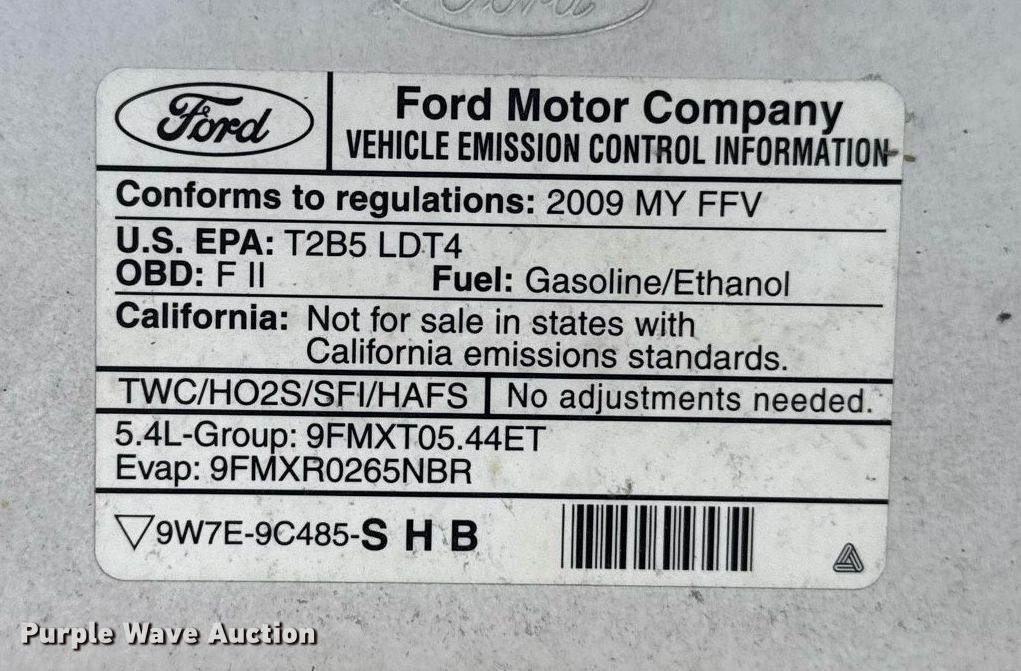 Ford
Ford
Ford Motor Company
VEHICLE EMISSION CONTROL INFORMATION
Conforms to regulations: 2009 MY FFV
U.S. EPA: T2B5 LDT4
OBD: F II Fuel: Gasoline/Ethanol
California: Not for sale in states with
California emissions standards.
TWC/HO2S/SFI/HAFS No adjustments needed.
5.4L-Group: 9FMXT05.44ET
Evap: 9FMXR0265NBR
9W7E-9C485-S H B
Purple Wave Auction